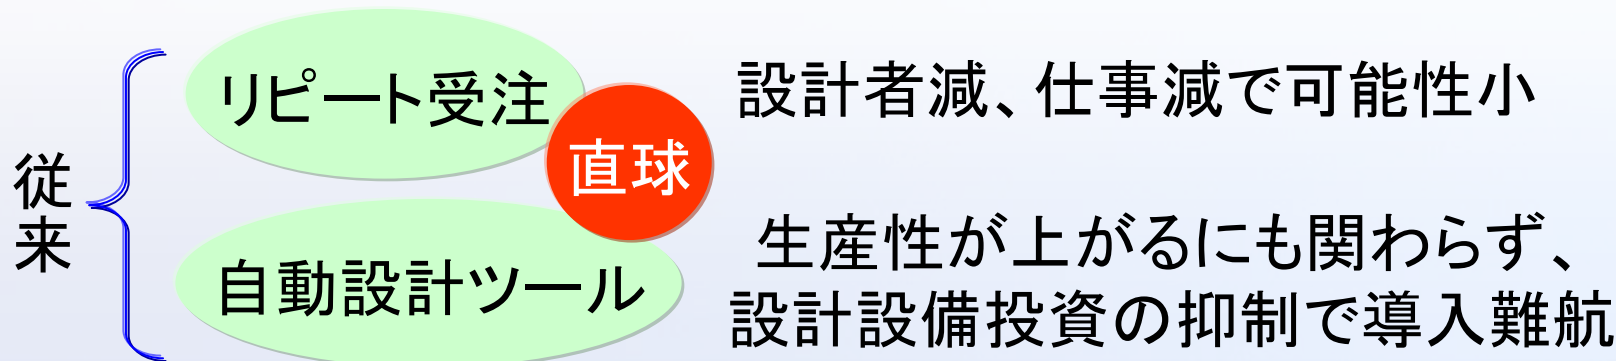 従来
リピート受注
直球
自動設計ツール
設計者減、仕事減で可能性小
生産性が上がるにも関わらず、
設計設備投資の抑制で導入難航